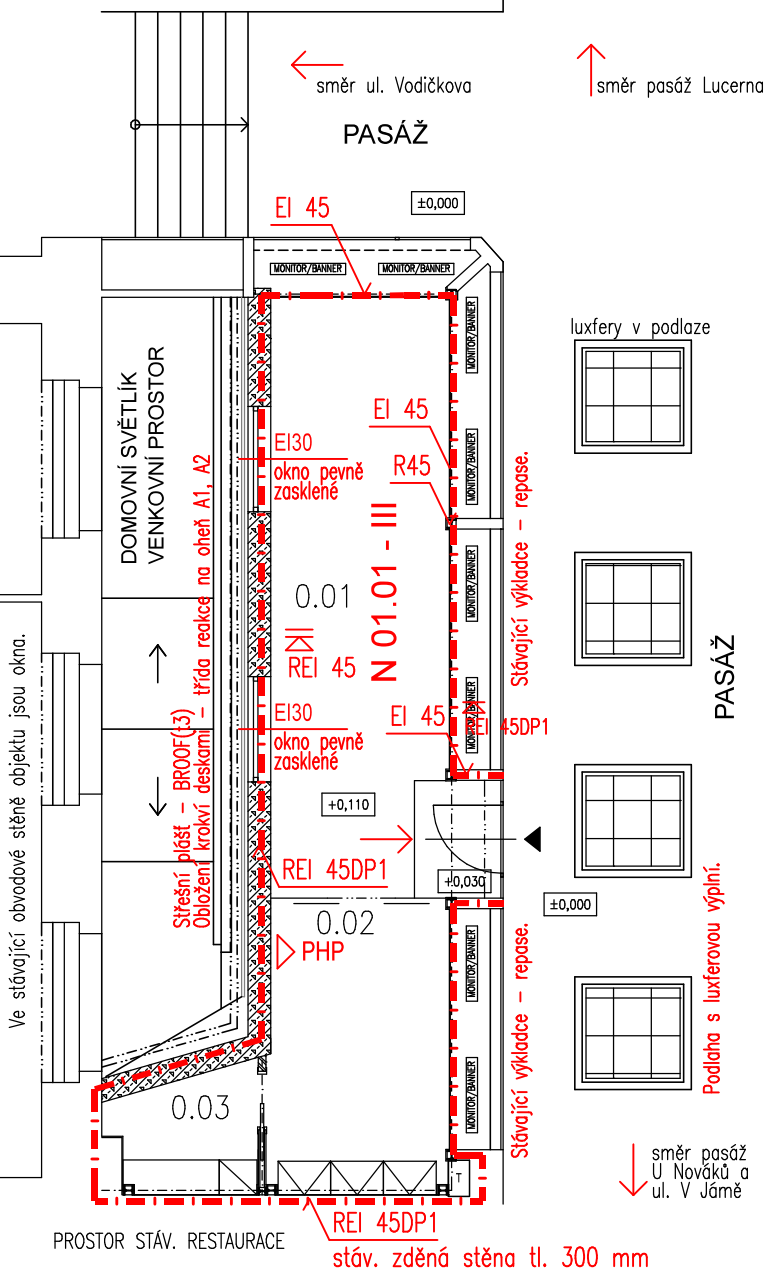 směr ul. Vodičkova
směr pasáž Lucerna
PASÁŽ
±0,000
EI 45
MONITOR/BANNER
MONITOR/BANNER
MONITOR/BANNER
luxfery v podlaze
DOMOVNÍ SVĚTLÍK
VENKOVNÍ PROSTOR
EI 45
R45
MONITOR/BANNER
EI30
okno pevně
zasklené
Střešní plášť - BROOF(t3)
Obložení krokví deskami - třída reakce na oheň A1, A2
N 01.01 - III
Stávající výkladce - repase.
0.01
MONITOR/BANNER
REI 45
MONITOR/BANNER
PASÁŽ
EI30
okno pevně
zasklené
EI 45
EI 45DP1
Ve stávající obvodové stěně objektu jsou okna.
+0,110
REI 45DP1
+0,030
±0,000
0.02
PHP
MONITOR/BANNER
Stávající výkladce - repase.
Podlaha s luxferovou výplní.
MONITOR/BANNER
0.03
T
směr pasáž
U Nováků a
ul. V Jámě
PROSTOR STÁV. RESTAURACE
REI 45DP1
stáv. zděná stěna tl. 300 mm